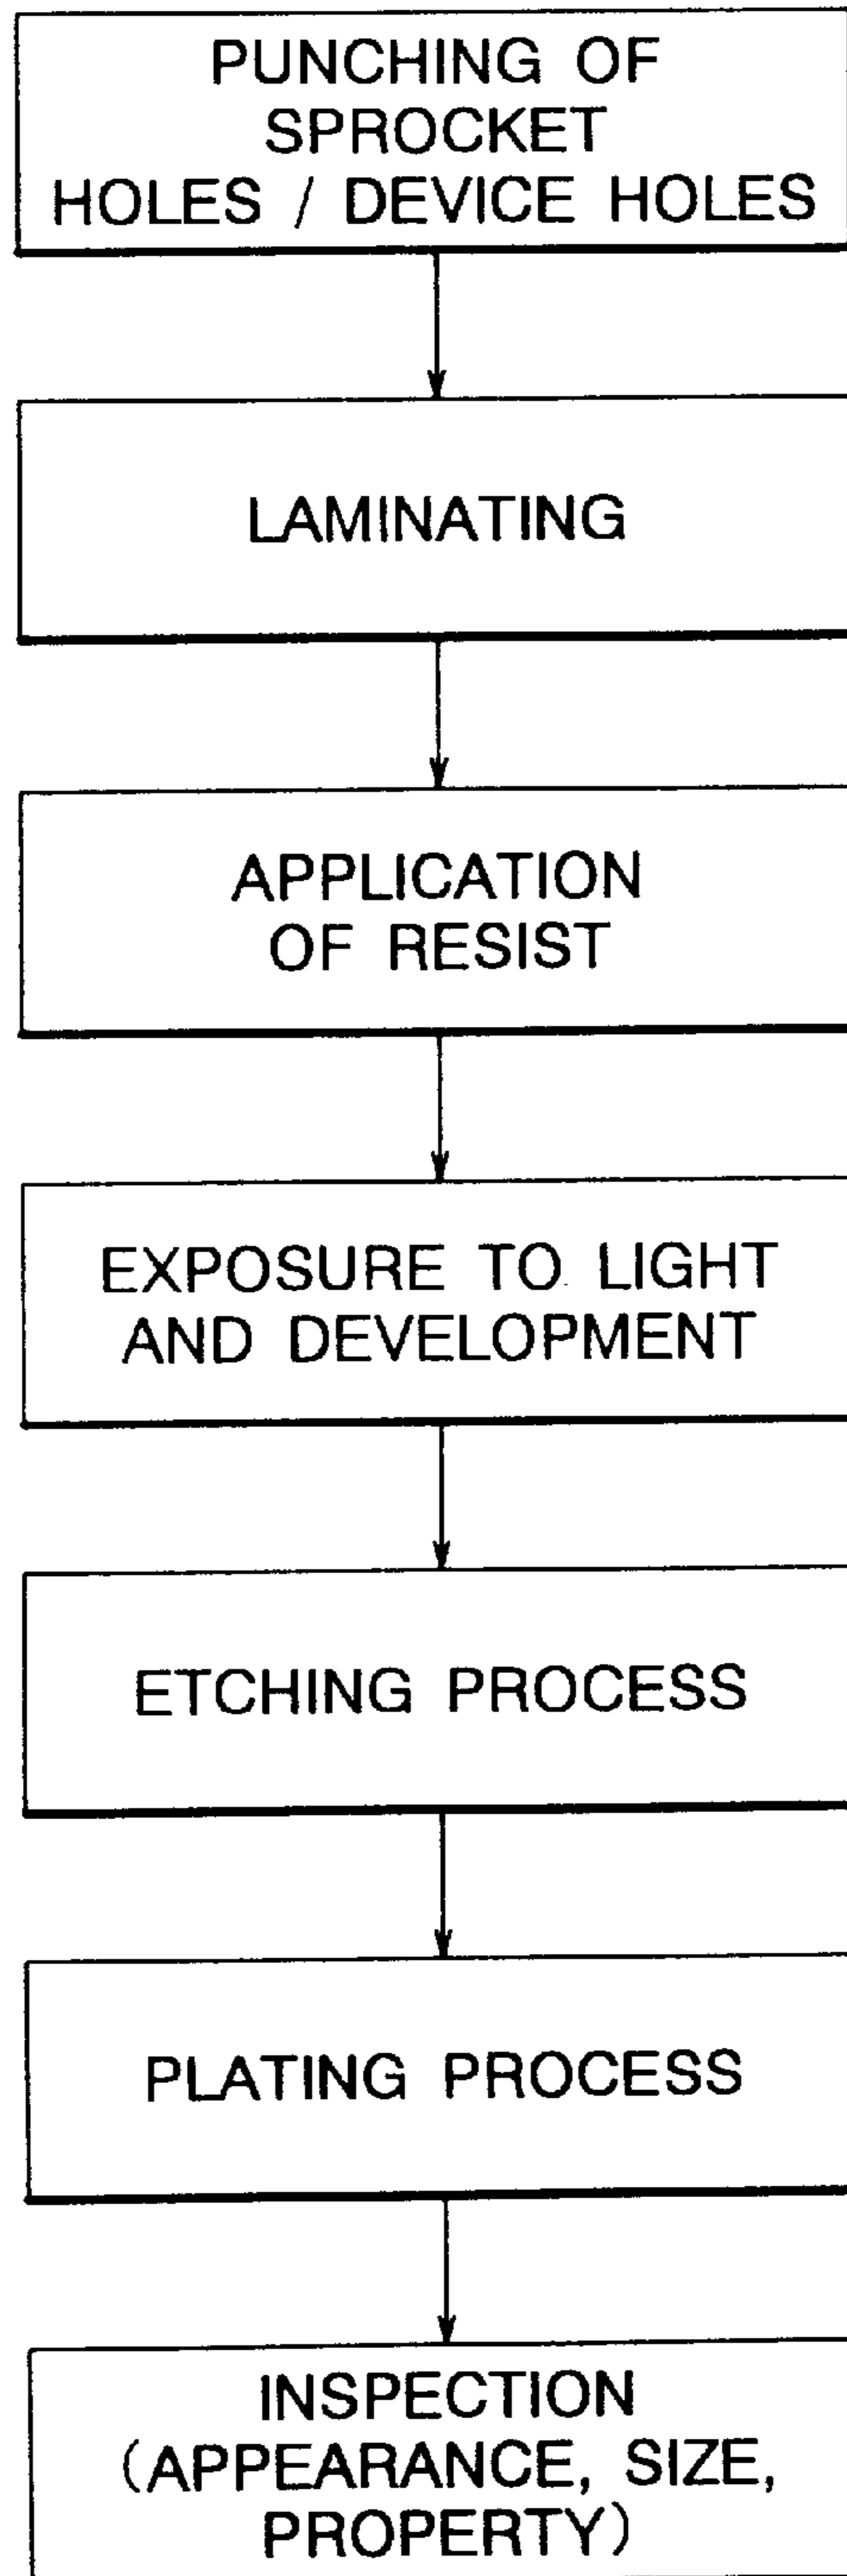 PUNCHING OF
SPROCKET
HOLES / DEVICE HOLES
LAMINATING
APPLICATION
OF RESIST
EXPOSURE TO LIGHT
AND DEVELOPMENT
ETCHING PROCESS
PLATING PROCESS
INSPECTION
(APPEARANCE, SIZE,
PROPERTY)